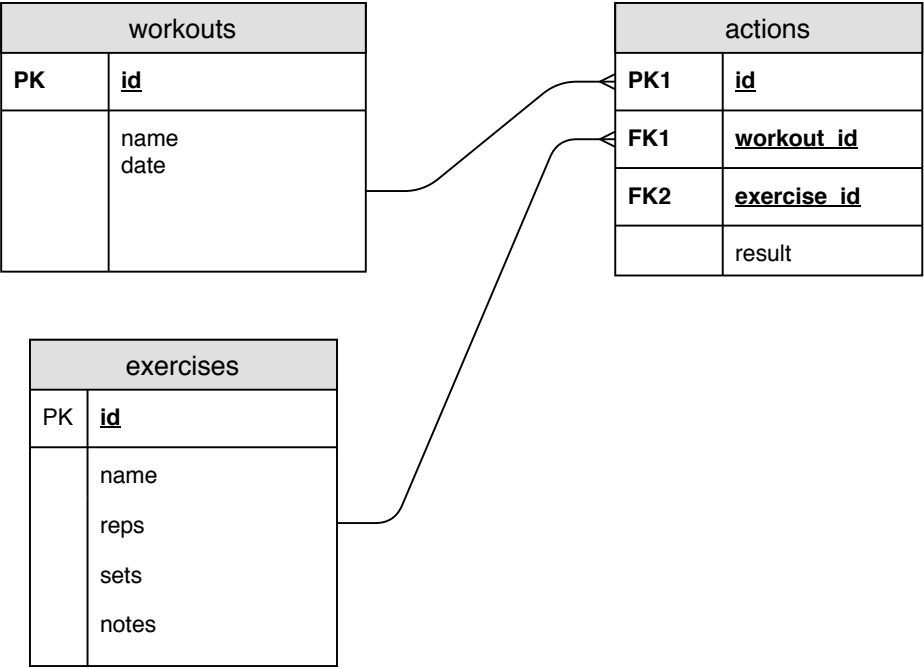 workouts
PK id
name
date
actions
PK1 id
FK1 workout_id
FK2 exercise_id
result
exercises
PK id
name
reps
sets
notes